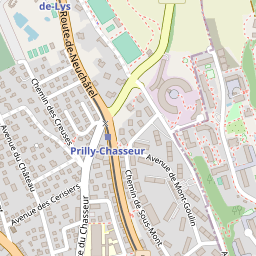 de-Lys
Route-de-Neuchâtel
Chemin des Creuses
Prilly-Chasseur
Avenue du Château
Avenue des Cerisiers
Avenue de Mont-Goulin
Chemin de Sous-Mont
e du Chasseur